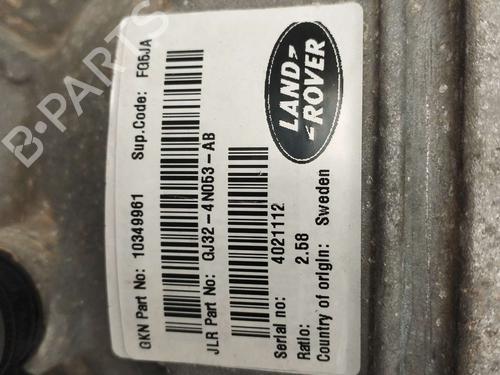 GKN Part No: 10349961 Sup.Code: FQ5JA
JLR Part No: GJ32-4N053-AB
Serial no: 4021112
Ratio: 2.58
Country of origin: Sweden
LAND
ROVER
B-PARTS